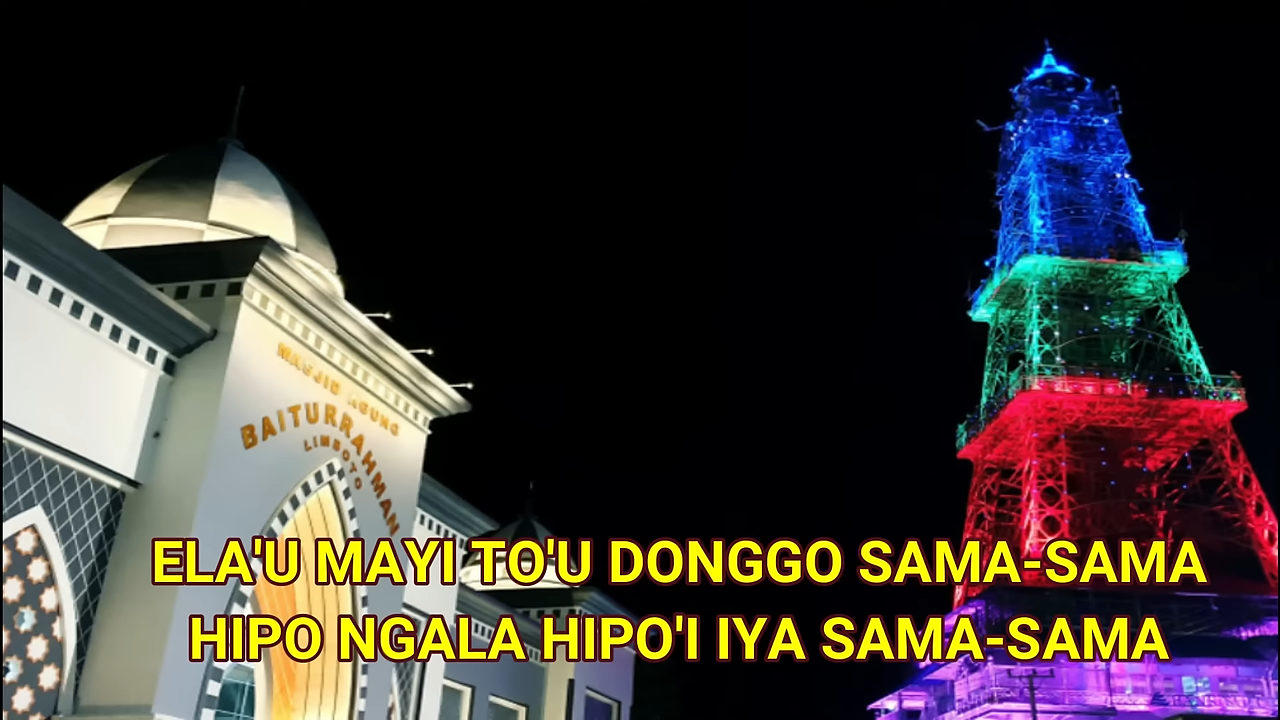 MASJID AGUNG
BAITURRAHMAN
LIMBOTO
ELA'U MAYI TO'U DONGGO SAMA-SAMA
HIPO NGALA HIPO'I IYA SAMA-SAMA